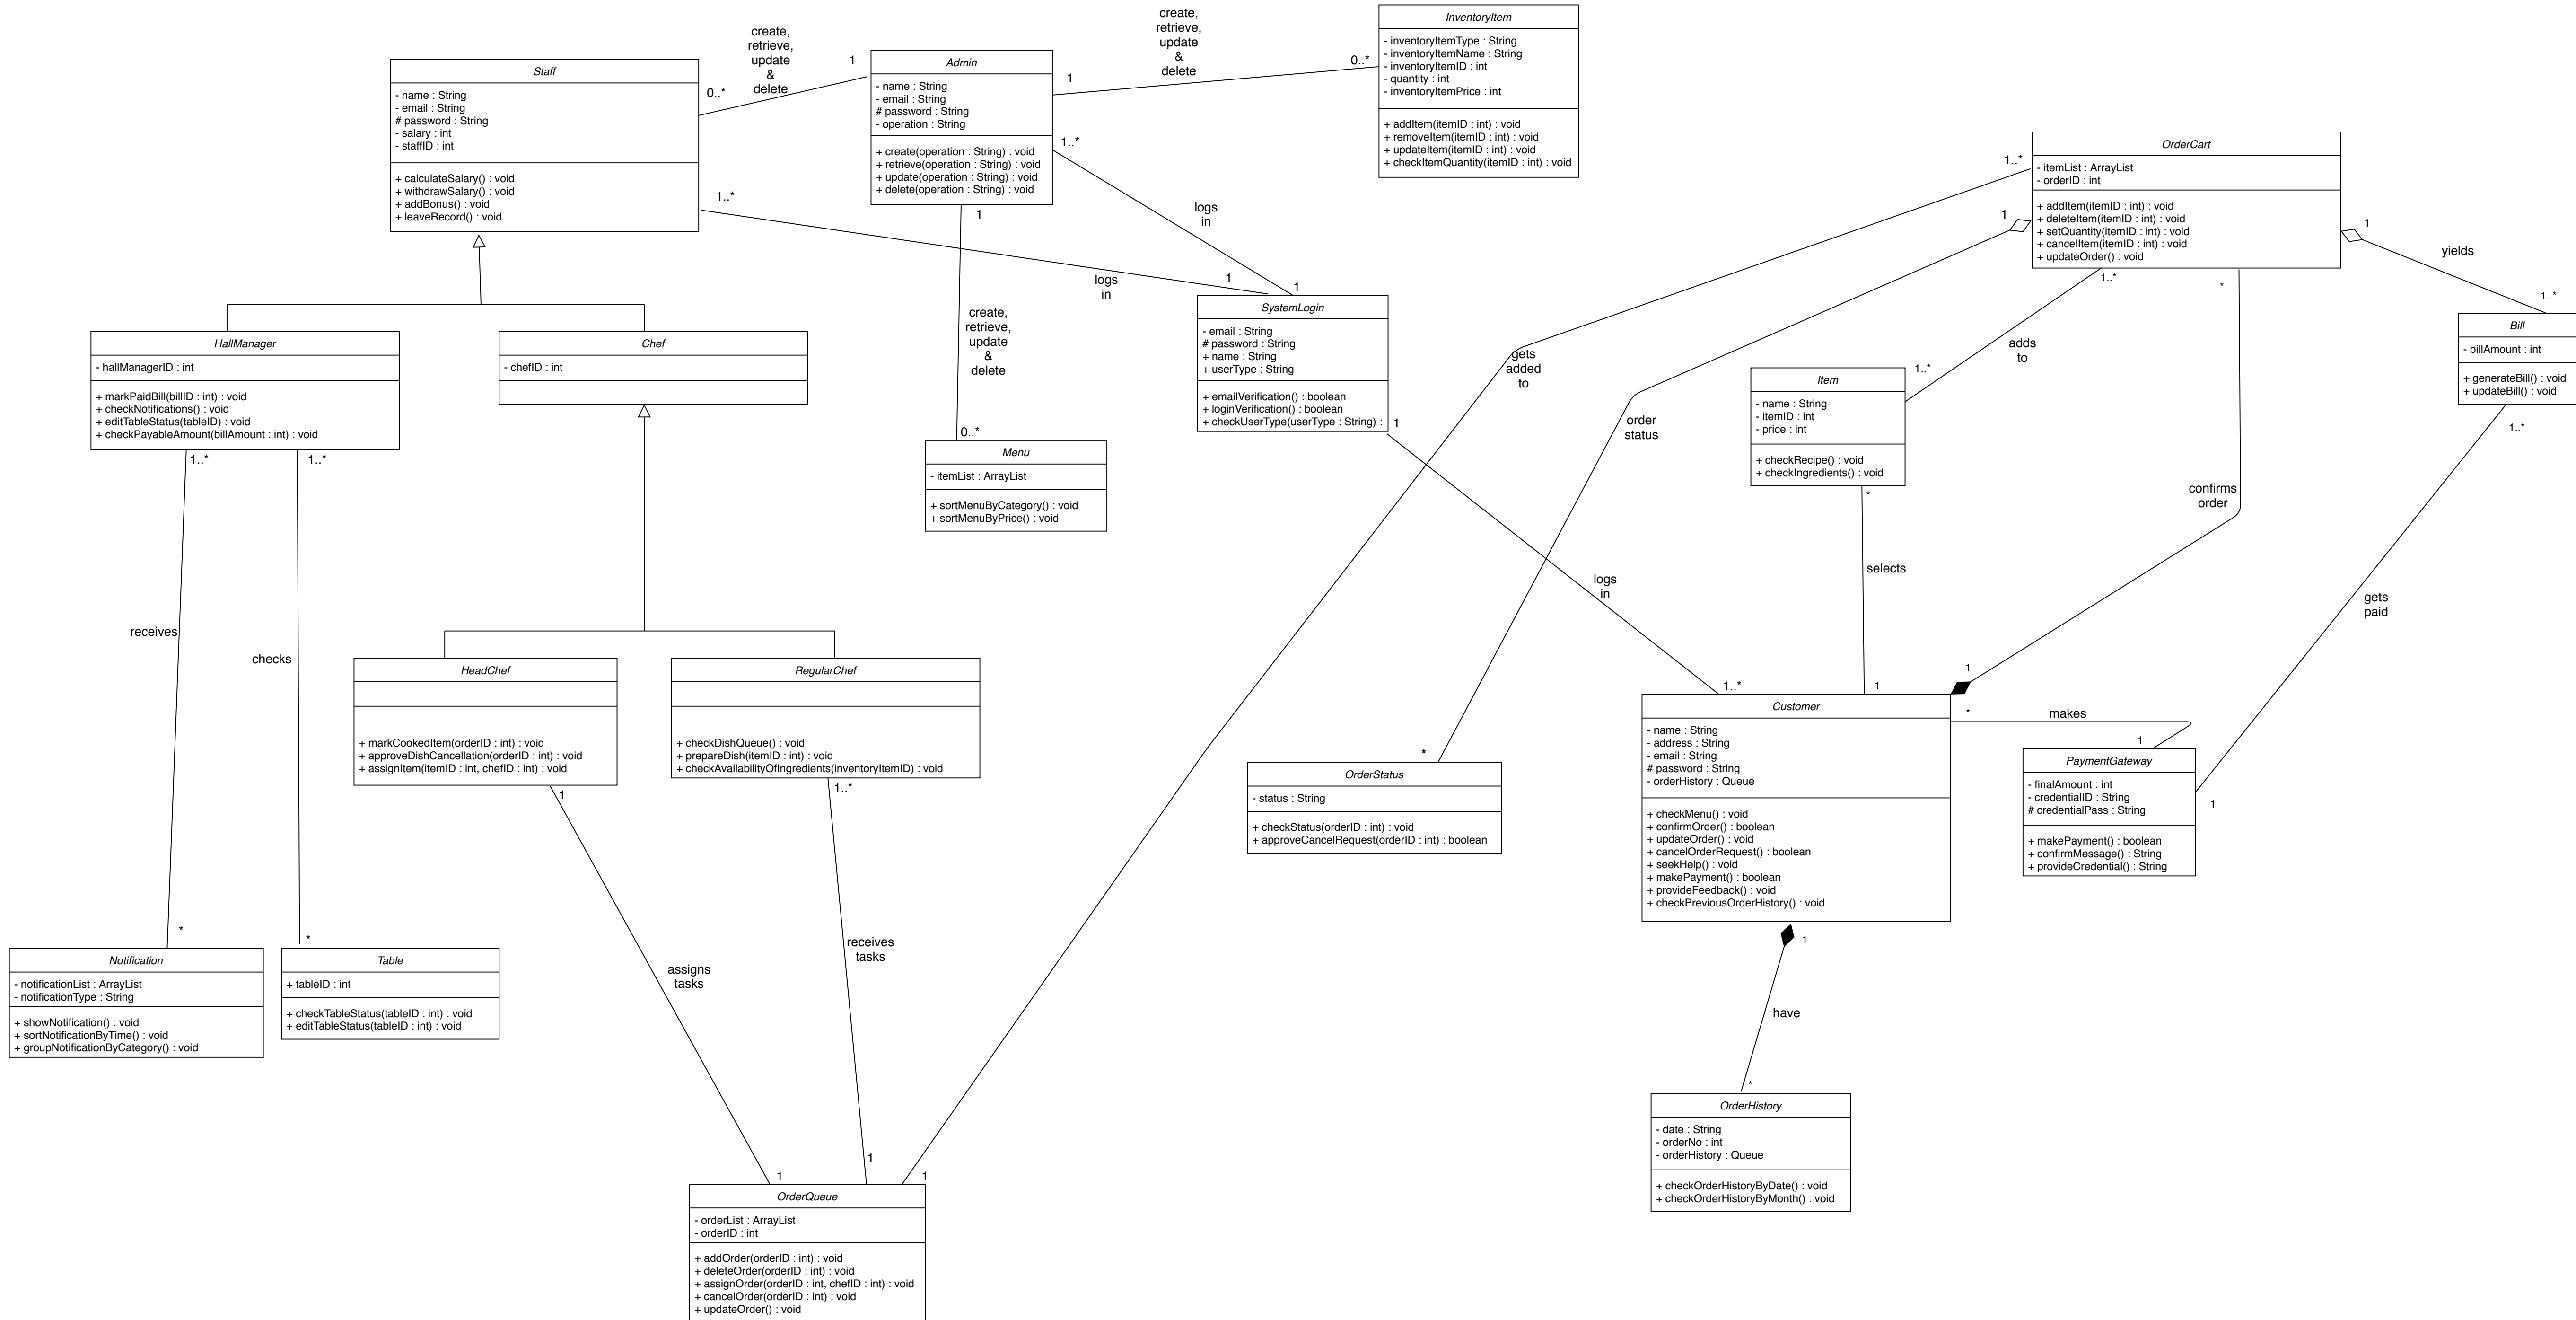 create,
retrieve,
update
&
delete
create,
retrieve,
update
&
delete
InventoryItem
- inventoryItemType : String
- inventoryItemName : String
- inventoryItemID : int
- quantity : int
- inventoryItemPrice : int
+ addItem(itemID : int) : void
+ removeItem(itemID : int) : void
+ updateItem(itemID : int) : void
+ checkItemQuantity(itemID : int) : void
Staff
- name : String
- email : String
# password : String
- salary : int
- staffID : int
+ calculateSalary() : void
+ withdrawSalary() : void
+ addBonus() : void
+ leaveRecord() : void
0..*
1
Admin
- name : String
- email : String
# password : String
- operation : String
+ create(operation : String) : void
+ retrieve(operation : String) : void
+ update(operation : String) : void
+ delete(operation : String) : void
1
0..*
1..*
1..*
1
logs
in
logs
in
1
1
OrderCart
- itemList : ArrayList
- orderID : int
+ addItem(itemID : int) : void
+ deleteItem(itemID : int) : void
+ setQuantity(itemID : int) : void
+ cancelItem(itemID : int) : void
+ updateOrder() : void
1..*
1
1
yields
1..*
1..*
*
HallManager
- hallManagerID : int
+ markPaidBill(billID : int) : void
+ checkNotifications() : void
+ editTableStatus(tableID) : void
+ checkPayableAmount(billAmount : int) : void
Chef
- chefID : int
create,
retrieve,
update
&
delete
0..*
SystemLogin
- email : String
# password : String
+ name : String
+ userType : String
+ emailVerification() : boolean
+ loginVerification() : boolean
+ checkUserType(userType : String) :
1
gets
added
to
order
status
adds
to
1..*
Item
- name : String
- itemID : int
- price : int
+ checkRecipe() : void
+ checkIngredients() : void
*
Bill
- billAmount : int
+ generateBill() : void
+ updateBill() : void
1..*
Menu
- itemList : ArrayList
+ sortMenuByCategory() : void
+ sortMenuByPrice() : void
1..*
1..*
confirms
order
selects
logs
in
gets
paid
receives
checks
HeadChef
+ markCookedItem(orderID : int) : void
+ approveDishCancellation(orderID : int) : void
+ assignItem(itemID : int, chefID : int) : void
1
RegularChef
+ checkDishQueue() : void
+ prepareDish(itemID : int) : void
+ checkAvailabilityOfIngredients(inventoryItemID) : void
1..*
*
OrderStatus
- status : String
+ checkStatus(orderID : int) : void
+ approveCancelRequest(orderID : int) : boolean
1..*
1
1
Customer
- name : String
- address : String
- email : String
# password : String
- orderHistory : Queue
+ checkMenu() : void
+ confirmOrder() : boolean
+ updateOrder() : void
+ cancelOrderRequest() : boolean
+ seekHelp() : void
+ makePayment() : boolean
+ provideFeedback() : void
+ checkPreviousOrderHistory() : void
*
makes
1
PaymentGateway
- finalAmount : int
- credentialID : String
# credentialPass : String
+ makePayment() : boolean
+ confirmMessage() : String
+ provideCredential() : String
1
*
*
Notification
- notificationList : ArrayList
- notificationType : String
+ showNotification() : void
+ sortNotificationByTime() : void
+ groupNotificationByCategory() : void
Table
+ tableID : int
+ checkTableStatus(tableID : int) : void
+ editTableStatus(tableID : int) : void
assigns
tasks
receives
tasks
1
have
*
OrderHistory
- date : String
- orderNo : int
- orderHistory : Queue
+ checkOrderHistoryByDate() : void
+ checkOrderHistoryByMonth() : void
1
1
1
OrderQueue
- orderList : ArrayList
- orderID : int
+ addOrder(orderID : int) : void
+ deleteOrder(orderID : int) : void
+ assignOrder(orderID : int, chefID : int) : void
+ cancelOrder(orderID : int) : void
+ updateOrder() : void